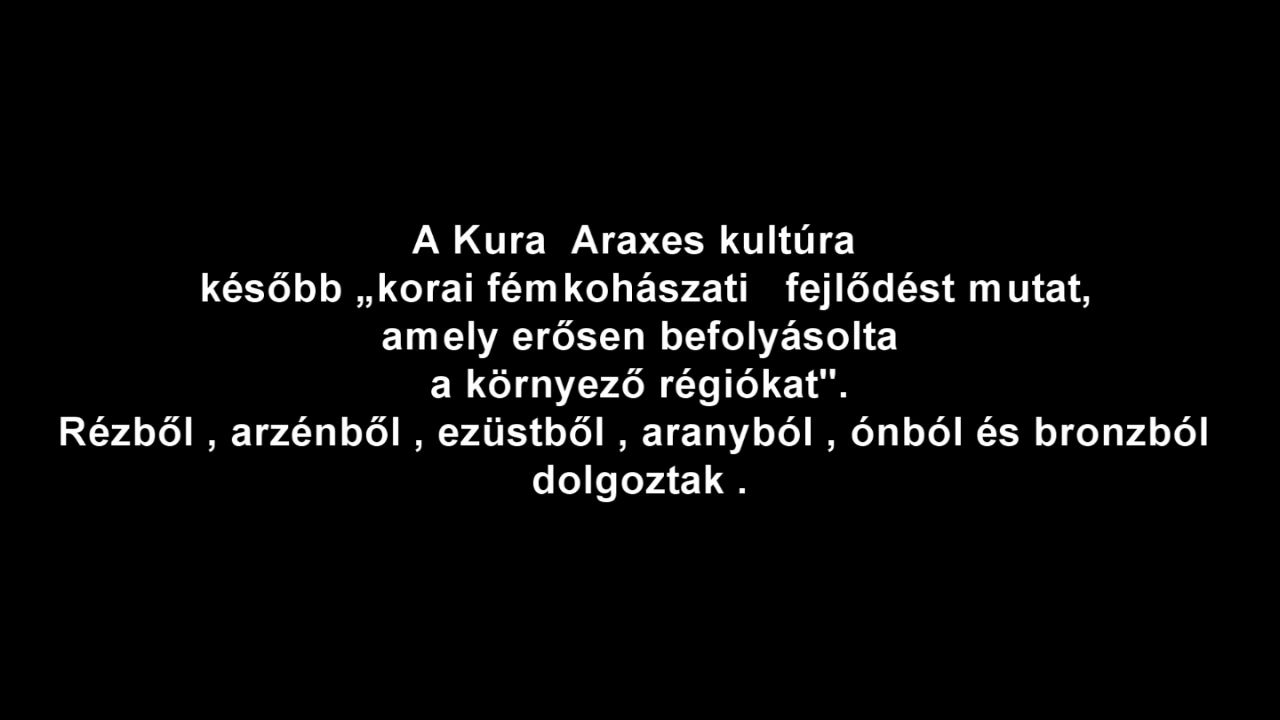 A Kura  Araxes kultúra
később „korai fémkohászati   fejlődést mutat,
amely erősen befolyásolta
a környező régiókat".
Rézből , arzénből , ezüstből , aranyból , ónból és bronzból
dolgoztak .